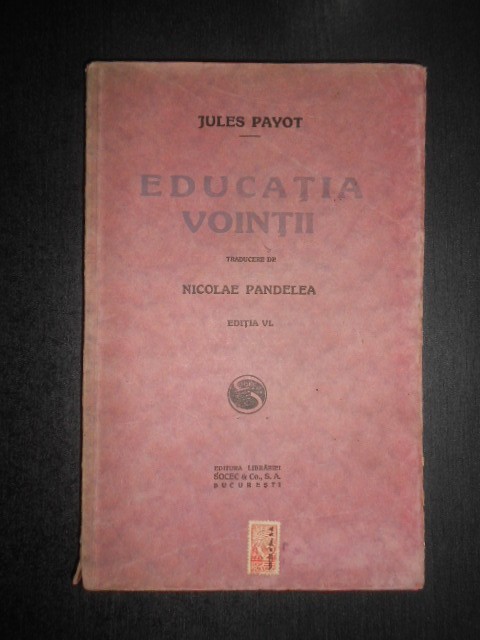 JULES PAYOT
EDUCAȚIA
VOINȚII
TRADUCERE DE
NICOLAE PANDELEA
EDIȚIA VI.
EDITURA LIBRĂRIEI
SOCEC & Co., S. A.
BUCUREȘTI